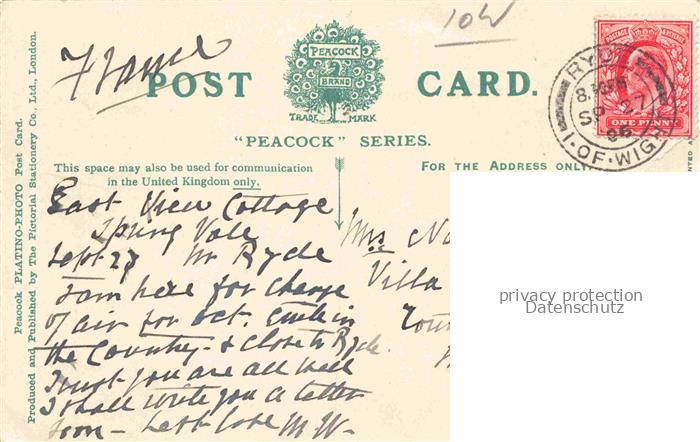 France
10W
POST CARD.
PEACOCK
BRAND
TRADE MARK
"PEACOCK" SERIES.
This space may also be used for communication
in the United Kingdom only.
FOR THE ADDRESS ONLY.
POSTAGE & REVENUE
ONE PENNY
RYDE
SP 27
I·OF·WIGHT
East View Cottage
Spring Vale
Sept 27 Nr Ryde
I am here for change
of air for Oct. Quite in
the Country & close to Ryde.
I trust you are all well
I shall write you a letter
soon – best love M W–
Mrs
Villa
privacy protection
Datenschutz
Peacock PLATINO-PHOTO Post Card.
Produced and Published by The Pictorial Stationery Co., Ltd., London.